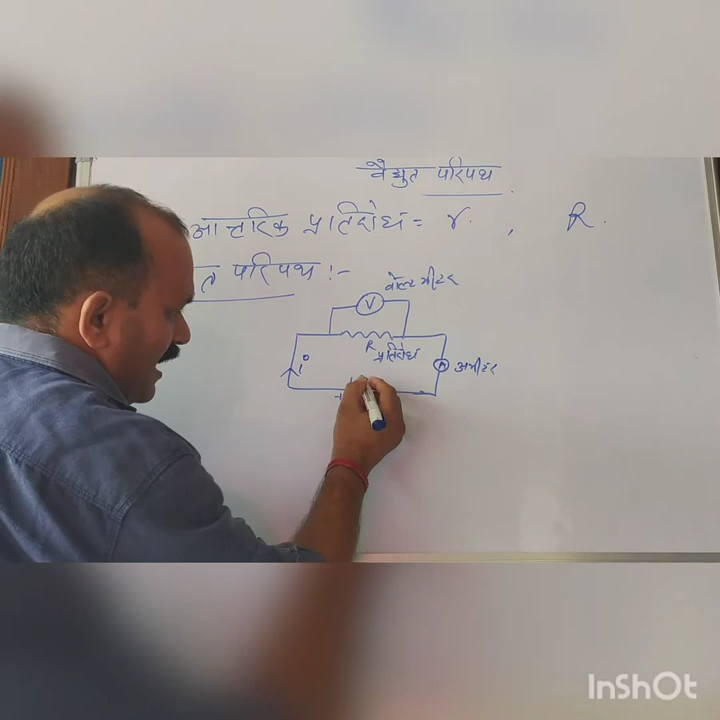 वैद्युत परिपथ
आन्तरिक प्रतिरोध = r. , R.
त परिपथ :-
वोल्टमीटर
V
R
प्रतिरोध
i
A अमीटर
+
InShOt